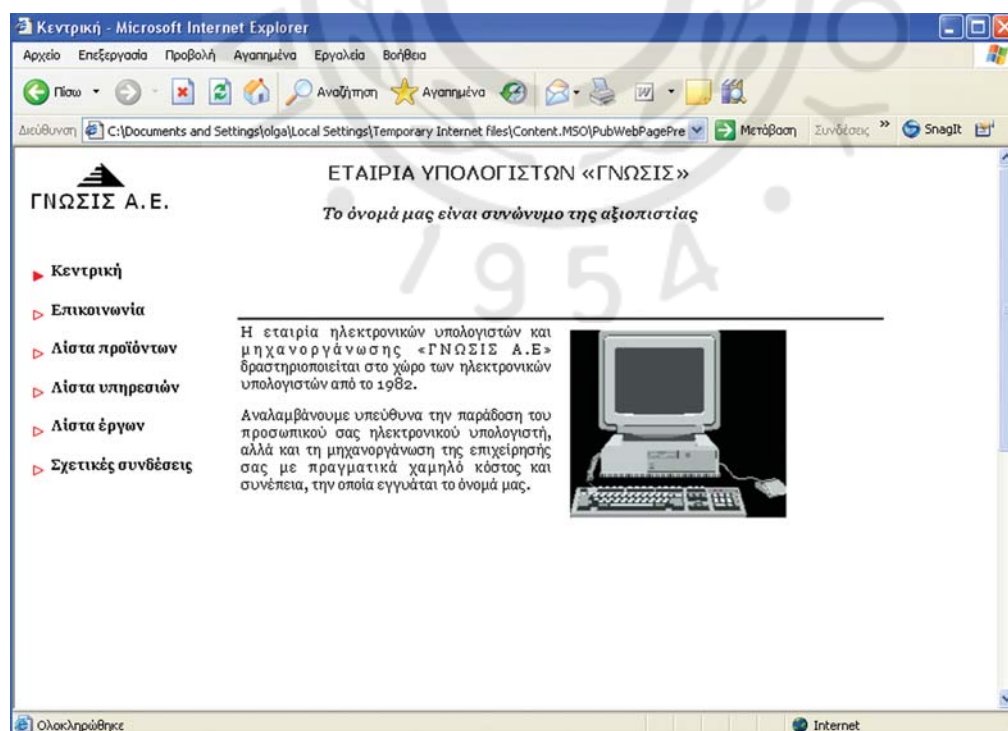 Κεντρική - Microsoft Internet Explorer
Αρχείο Επεξεργασία Προβολή Αγαπημένα Εργαλεία Βοήθεια
Πίσω Αναζήτηση Αγαπημένα
Διεύθυνση C:\Documents and Settings\olga\Local Settings\Temporary Internet files\Content.MSO\PubWebPagePre Μετάβαση Συνδέσεις » SnagIt
ΓΝΩΣΙΣ Α.Ε.
ΕΤΑΙΡΙΑ ΥΠΟΛΟΓΙΣΤΩΝ «ΓΝΩΣΙΣ»
Το όνομά μας είναι συνώνυμο της αξιοπιστίας
1954
Κεντρική
Επικοινωνία
Λίστα προϊόντων
Λίστα υπηρεσιών
Λίστα έργων
Σχετικές συνδέσεις
Η εταιρία ηλεκτρονικών υπολογιστών και
μηχανοργάνωσης «ΓΝΩΣΙΣ Α.Ε»
δραστηριοποιείται στο χώρο των ηλεκτρονικών
υπολογιστών από το 1982.
Αναλαμβάνουμε υπεύθυνα την παράδοση του
προσωπικού σας ηλεκτρονικού υπολογιστή,
αλλά και τη μηχανοργάνωση της επιχείρησής
σας με πραγματικά χαμηλό κόστος και
συνέπεια, την οποία εγγυάται το όνομά μας.
Ολοκληρώθηκε
Internet